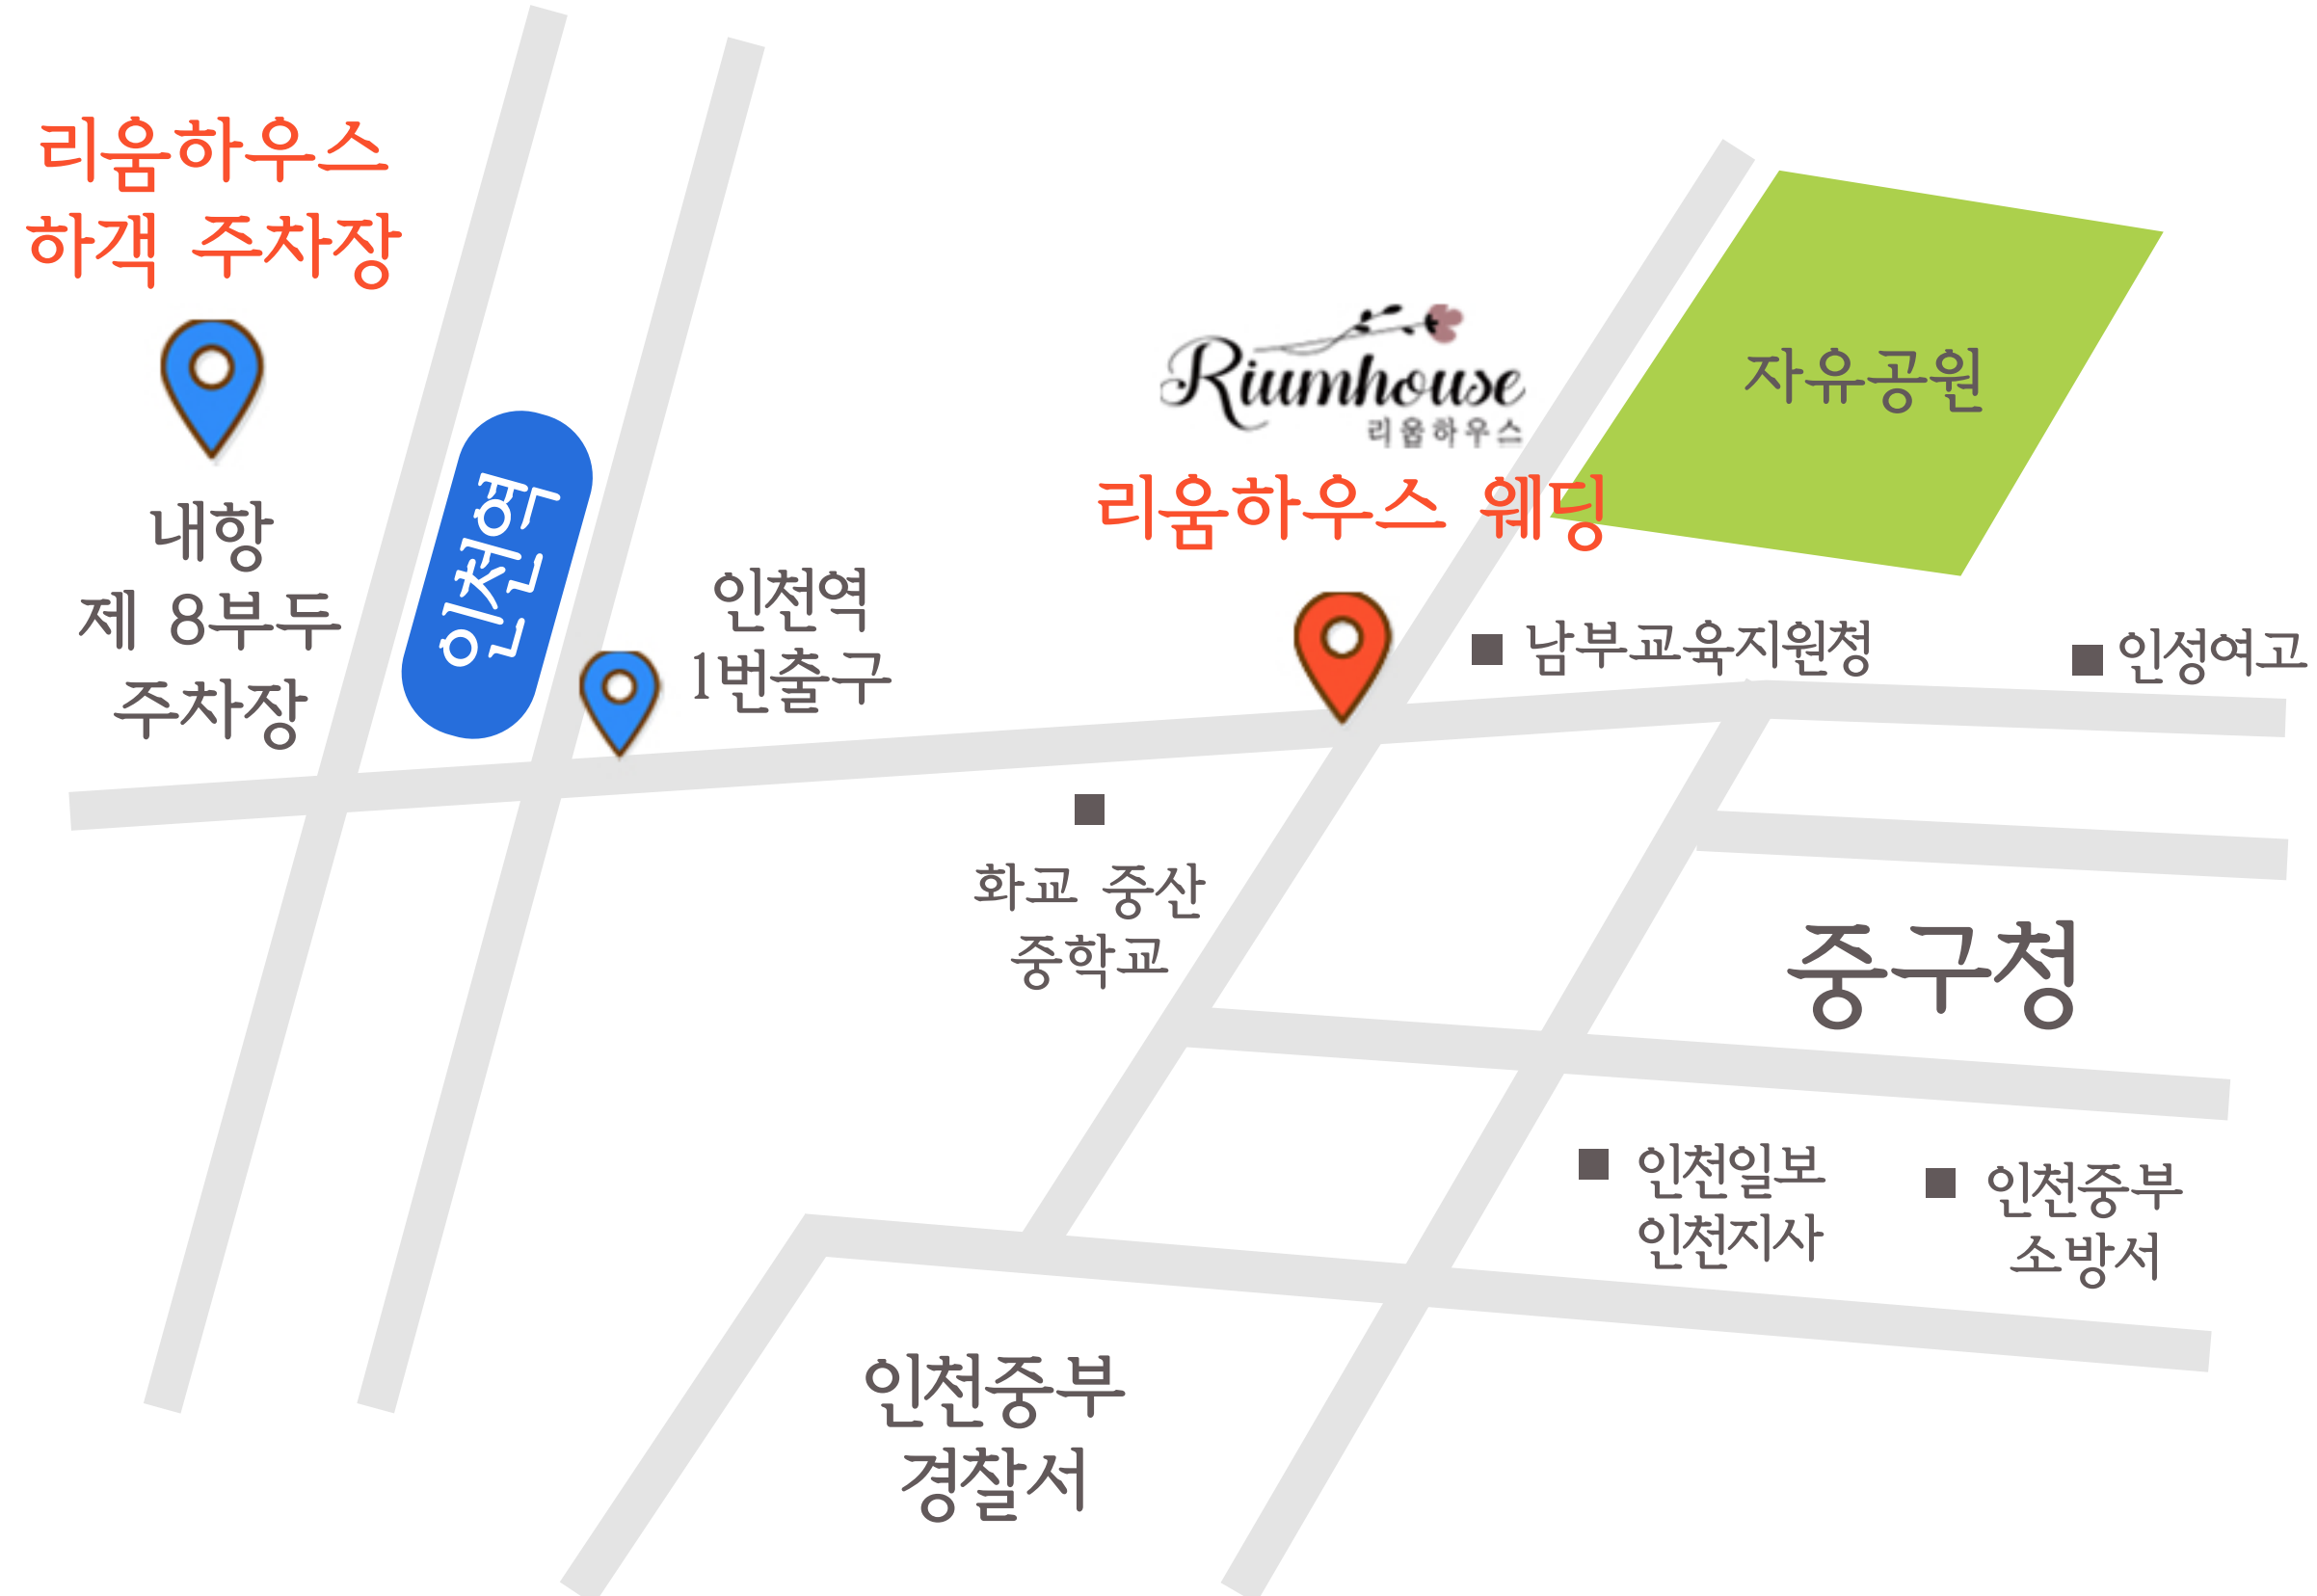 리움하우스
하객 주차장
내항
제 8부두
주차장
인천역
인천역
1번출구
Riumhouse
리움하우스
리움하우스 웨딩
자유공원
남부교육지원청
인성여고
화교 중산
중학교
중구청
인천일보
인천지사
인천중부
소방서
인천중부
경찰서